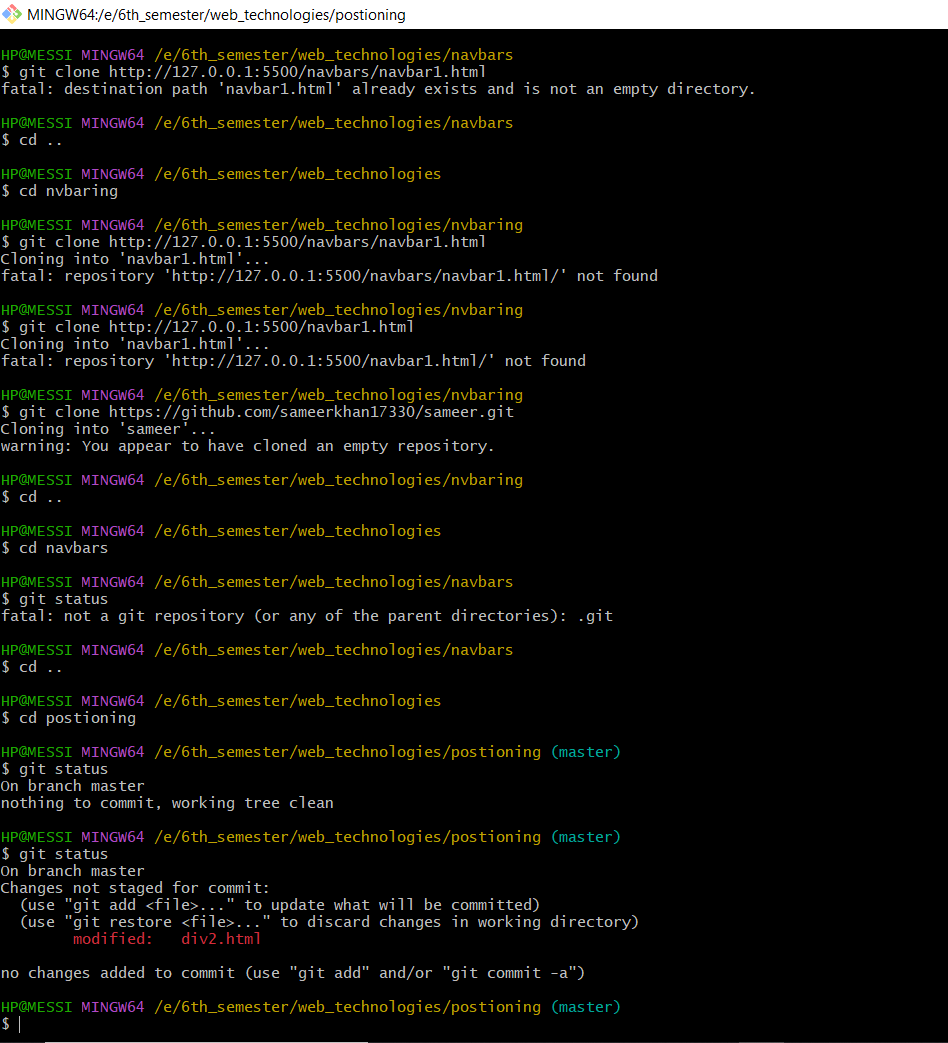 MINGW64:/e/6th_semester/web_technologies/postioning
HP@MESSI MINGW64 /e/6th_semester/web_technologies/navbars
$ git clone http://127.0.0.1:5500/navbars/navbar1.html
fatal: destination path 'navbar1.html' already exists and is not an empty directory.
HP@MESSI MINGW64 /e/6th_semester/web_technologies/navbars
$ cd ..
HP@MESSI MINGW64 /e/6th_semester/web_technologies
$ cd nvbaring
HP@MESSI MINGW64 /e/6th_semester/web_technologies/nvbaring
$ git clone http://127.0.0.1:5500/navbars/navbar1.html
Cloning into 'navbar1.html'...
fatal: repository 'http://127.0.0.1:5500/navbars/navbar1.html/' not found
HP@MESSI MINGW64 /e/6th_semester/web_technologies/nvbaring
$ git clone http://127.0.0.1:5500/navbar1.html
Cloning into 'navbar1.html'...
fatal: repository 'http://127.0.0.1:5500/navbar1.html/' not found
HP@MESSI MINGW64 /e/6th_semester/web_technologies/nvbaring
$ git clone https://github.com/sameerkhan17330/sameer.git
Cloning into 'sameer'...
warning: You appear to have cloned an empty repository.
HP@MESSI MINGW64 /e/6th_semester/web_technologies/nvbaring
$ cd ..
HP@MESSI MINGW64 /e/6th_semester/web_technologies
$ cd navbars
HP@MESSI MINGW64 /e/6th_semester/web_technologies/navbars
$ git status
fatal: not a git repository (or any of the parent directories): .git
HP@MESSI MINGW64 /e/6th_semester/web_technologies/navbars
$ cd ..
HP@MESSI MINGW64 /e/6th_semester/web_technologies
$ cd postioning
HP@MESSI MINGW64 /e/6th_semester/web_technologies/postioning (master)
$ git status
On branch master
nothing to commit, working tree clean
HP@MESSI MINGW64 /e/6th_semester/web_technologies/postioning (master)
$ git status
On branch master
Changes not staged for commit:
  (use "git add <file>..." to update what will be committed)
  (use "git restore <file>..." to discard changes in working directory)
        modified:   div2.html
no changes added to commit (use "git add" and/or "git commit -a")
HP@MESSI MINGW64 /e/6th_semester/web_technologies/postioning (master)
$